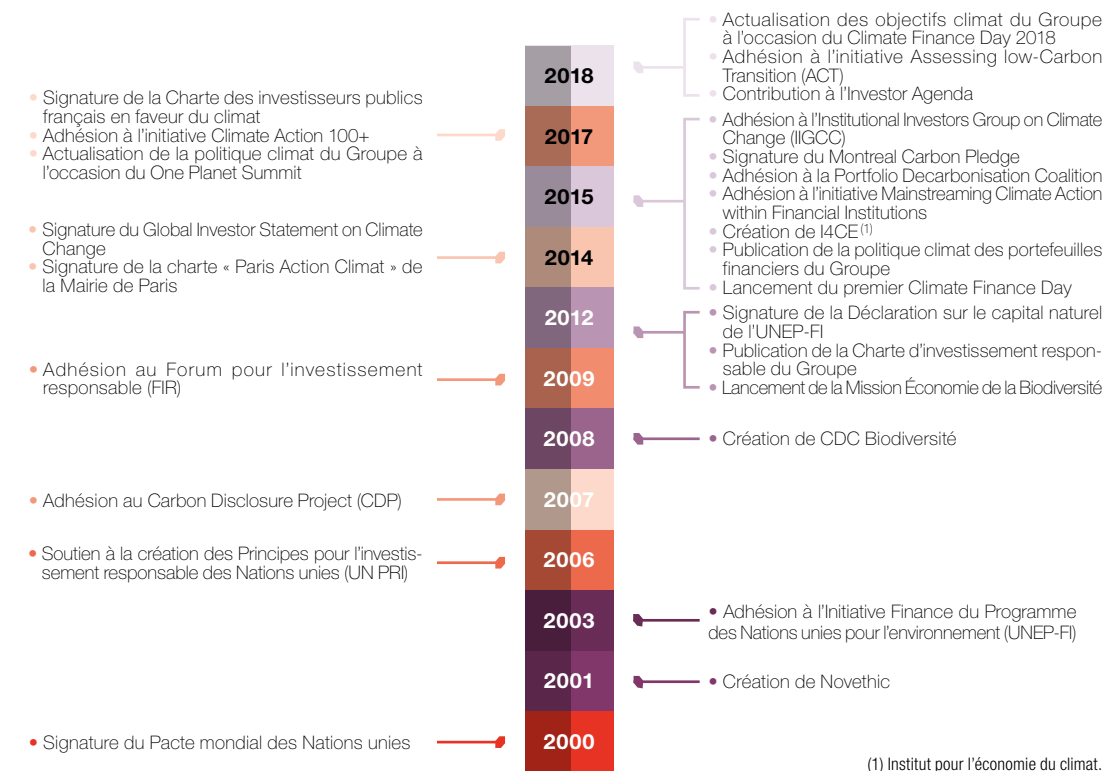 • Actualisation des objectifs climat du Groupe
à l'occasion du Climate Finance Day 2018
• Adhésion à l'initiative Assessing low-Carbon
Transition (ACT)
• Contribution à l'Investor Agenda
2018
• Signature de la Charte des investisseurs publics
français en faveur du climat
• Adhésion à l'initiative Climate Action 100+
• Actualisation de la politique climat du Groupe à
l'occasion du One Planet Summit
2017
• Adhésion à l'Institutional Investors Group on Climate
Change (IIGCC)
• Signature du Montreal Carbon Pledge
• Adhésion à la Portfolio Decarbonisation Coalition
• Adhésion à l'initiative Mainstreaming Climate Action
within Financial Institutions
• Création de I4CE (1)
• Publication de la politique climat des portefeuilles
financiers du Groupe
• Lancement du premier Climate Finance Day
2015
• Signature du Global Investor Statement on Climate
Change
• Signature de la charte « Paris Action Climat » de
la Mairie de Paris
2014
2012
• Signature de la Déclaration sur le capital naturel
de l'UNEP-FI
• Publication de la Charte d'investissement respon-
sable du Groupe
• Lancement de la Mission Économie de la Biodiversité
• Adhésion au Forum pour l'investissement
responsable (FIR)
2009
2008
• Création de CDC Biodiversité
• Adhésion au Carbon Disclosure Project (CDP)
2007
• Soutien à la création des Principes pour l'investis-
sement responsable des Nations unies (UN PRI)
2006
2003
• Adhésion à l'Initiative Finance du Programme
des Nations unies pour l'environnement (UNEP-FI)
2001
• Création de Novethic
• Signature du Pacte mondial des Nations unies
2000
(1) Institut pour l'économie du climat.